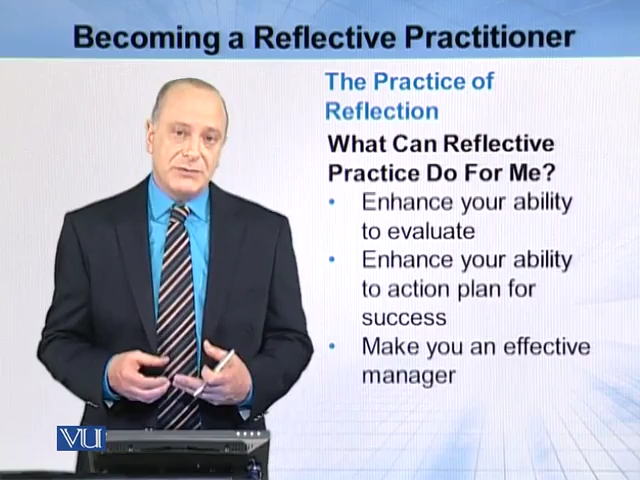 Becoming a Reflective Practitioner
The Practice of
Reflection
What Can Reflective
Practice Do For Me?
• Enhance your ability
to evaluate
• Enhance your ability
to action plan for
success
• Make you an effective
manager
VU